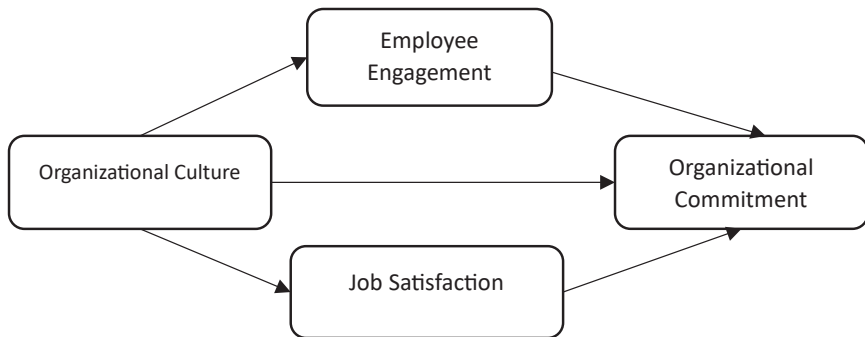 Employee
Engagement
Organizational Culture
Organizational
Commitment
Job Satisfaction